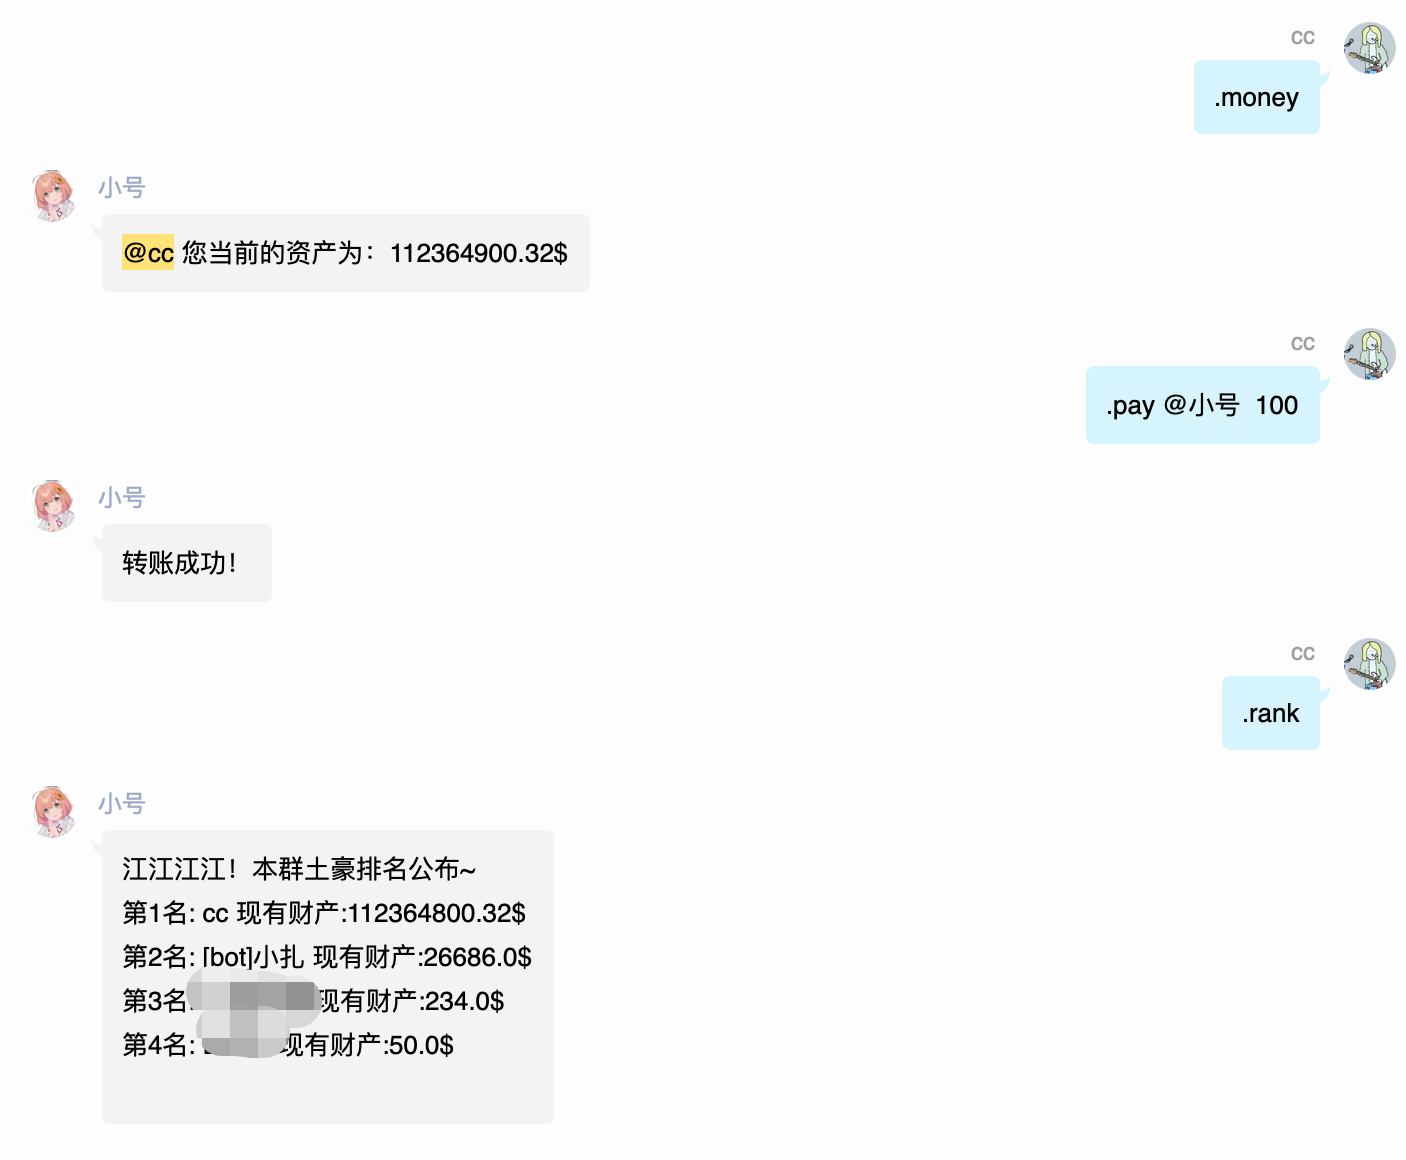 cc
.money
小号
@cc 您当前的资产为：112364900.32$
cc
.pay @小号 100
小号
转账成功！
cc
.rank
小号
江江江江！本群土豪排名公布~
第1名: cc 现有财产:112364800.32$
第2名: [bot]小扎 现有财产:26686.0$
第3名: 现有财产:234.0$
第4名: 现有财产:50.0$